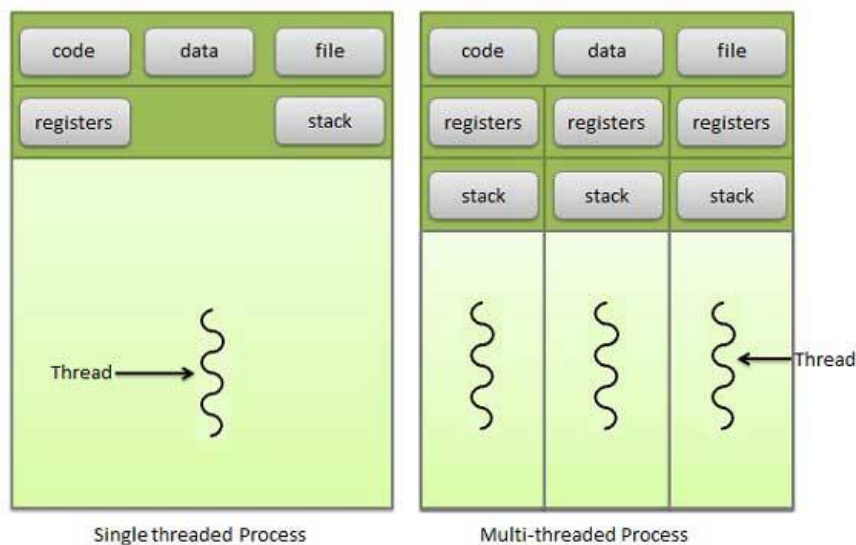 code data file
registers stack
Thread
Single threaded Process
code data file
registers registers registers
stack stack stack
Thread
Multi-threaded Process